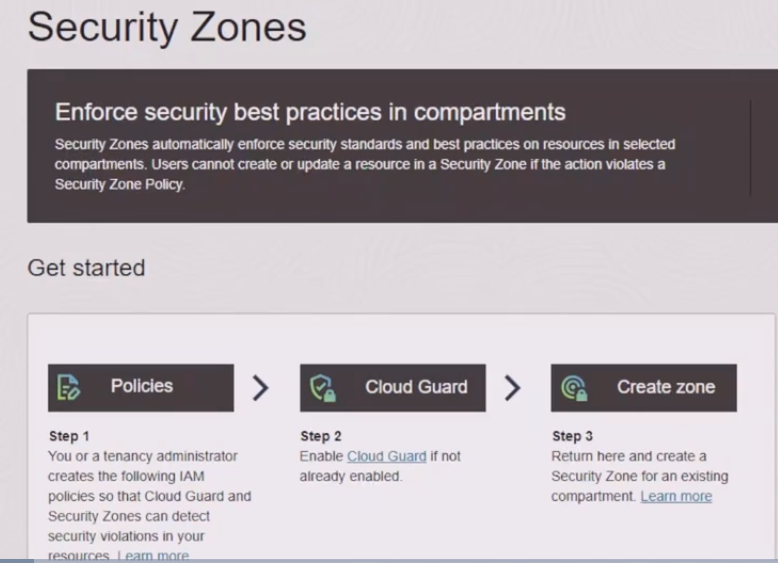 Security Zones
Enforce security best practices in compartments
Security Zones automatically enforce security standards and best practices on resources in selected
compartments. Users cannot create or update a resource in a Security Zone if the action violates a
Security Zone Policy.
Get started
Policies
Cloud Guard
Create zone
Step 1
You or a tenancy administrator
creates the following IAM
policies so that Cloud Guard and
Security Zones can detect
security violations in your
resources. Learn more
Step 2
Enable Cloud Guard if not
already enabled.
Step 3
Return here and create a
Security Zone for an existing
compartment. Learn more